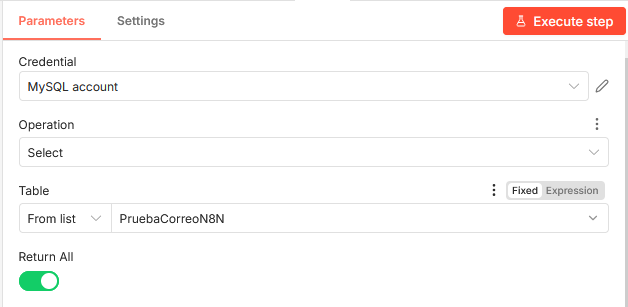 Parameters Settings Execute step
Credential
MySQL account
Operation
Select
Table Fixed Expression
From list PruebaCorreoN8N
Return All